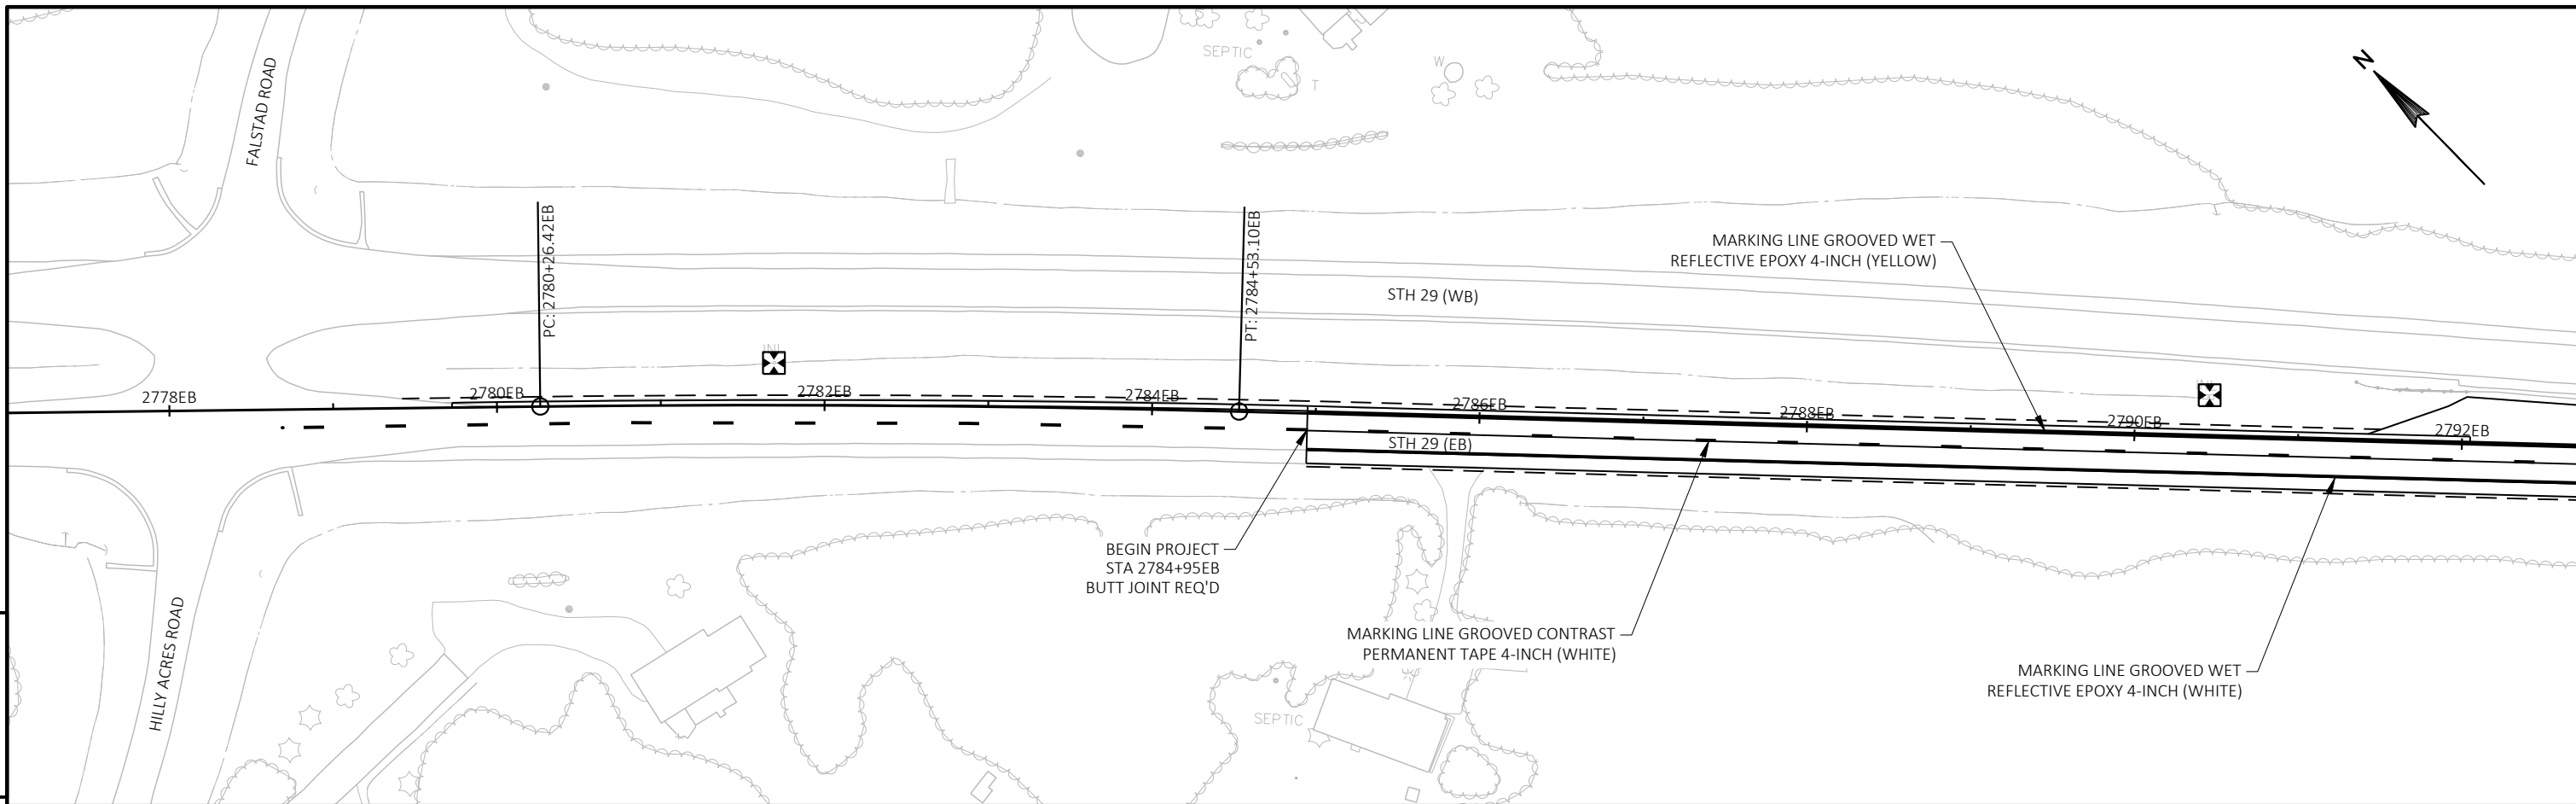 SEPTIC
T
W
N
FALSTAD ROAD
PC: 2780+26.42EB
PT: 2784+53.10EB
MARKING LINE GROOVED WET
REFLECTIVE EPOXY 4-INCH (YELLOW)
STH 29 (WB)
2778EB
2780EB
2782EB
2784EB
2786EB
2788EB
2790EB
2792EB
STH 29 (EB)
BEGIN PROJECT
STA 2784+95EB
BUTT JOINT REQ'D
MARKING LINE GROOVED CONTRAST
PERMANENT TAPE 4-INCH (WHITE)
MARKING LINE GROOVED WET
REFLECTIVE EPOXY 4-INCH (WHITE)
HILLY ACRES ROAD
SEPTIC